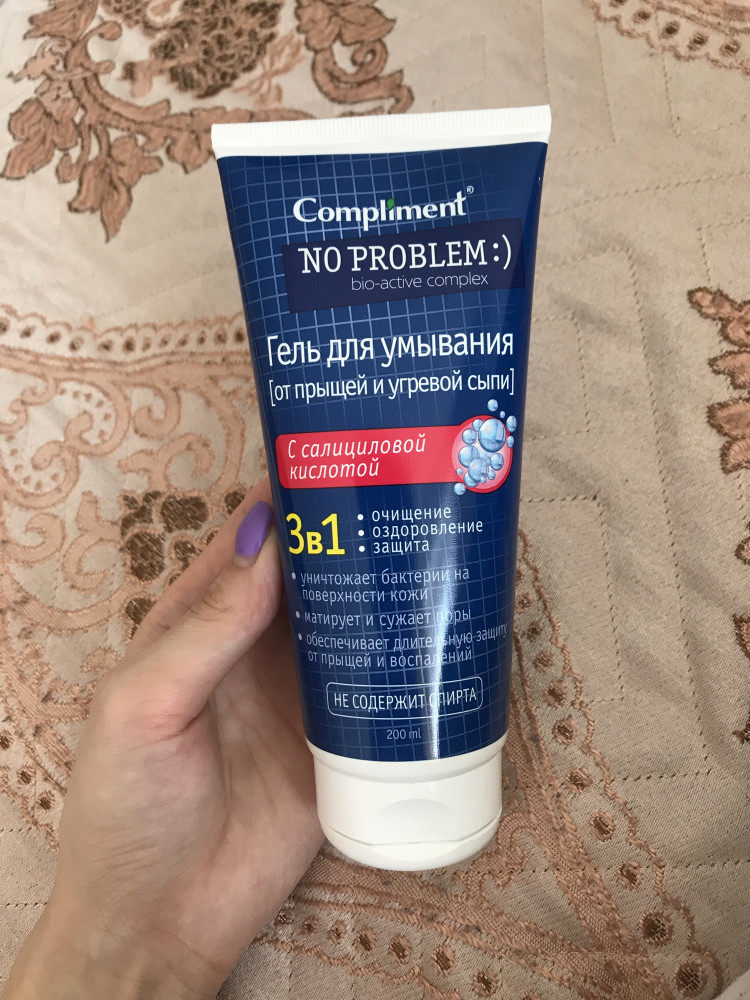 Compliment®
NO PROBLEM:)
bio-active complex
Гель для умывания
[от прыщей и угревой сыпи]
С салициловой
кислотой
3в1
• очищение
• оздоровление
• защита
• уничтожает бактерии на
поверхности кожи
• матирует и сужает поры
• обеспечивает длительную защиту
от прыщей и воспалений
НЕ СОДЕРЖИТ СПИРТА
200 ml